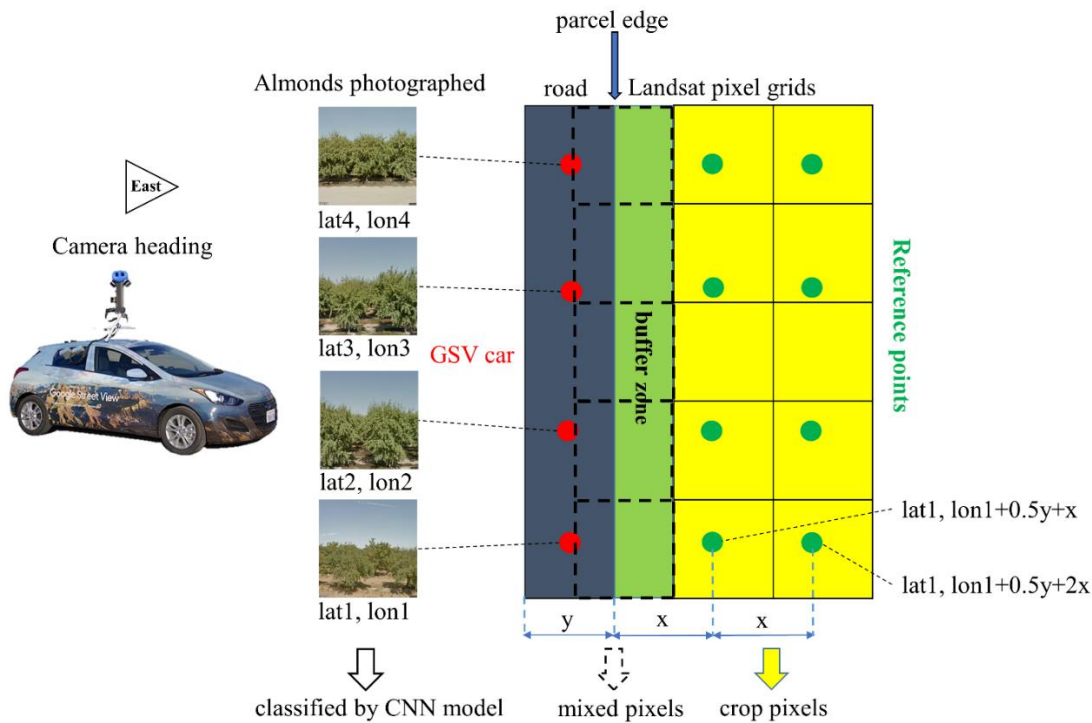 parcel edge
Almonds photographed
road
Landsat pixel grids
East
Camera heading
lat4, lon4
lat3, lon3
GSV car
Google Street View
buffer zone
Reference points
lat2, lon2
lat1, lon1
lat1, lon1+0.5y+x
lat1, lon1+0.5y+2x
y
x
x
classified by CNN model
mixed pixels
crop pixels